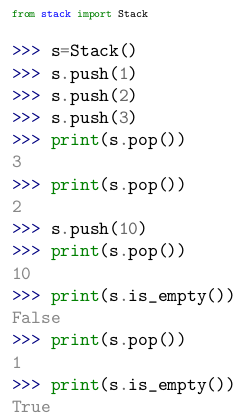 from stack import Stack
>>> s=Stack()
>>> s.push(1)
>>> s.push(2)
>>> s.push(3)
>>> print(s.pop())
3
>>> print(s.pop())
2
>>> s.push(10)
>>> print(s.pop())
10
>>> print(s.is_empty())
False
>>> print(s.pop())
1
>>> print(s.is_empty())
True